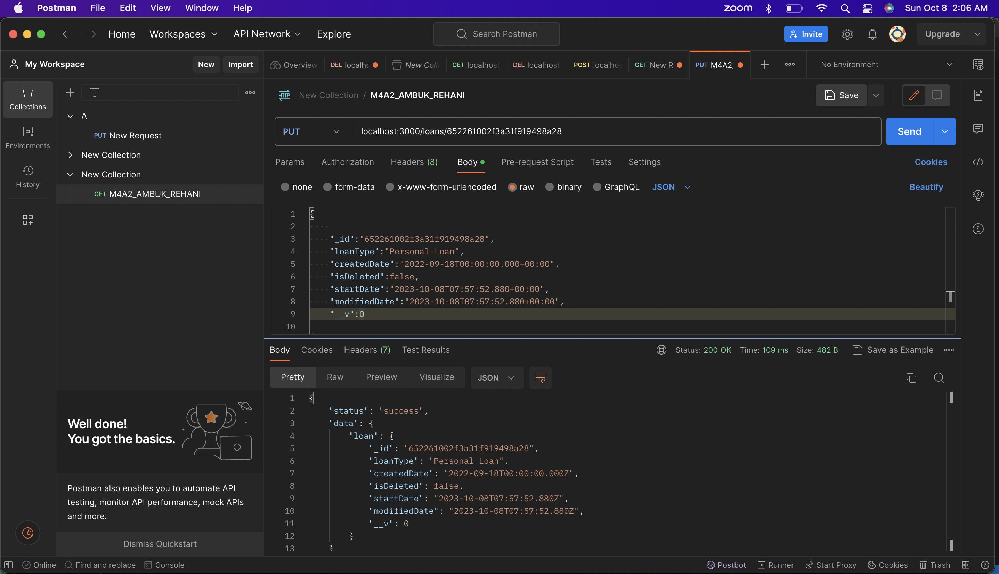 Postman File Edit View Window Help zoom Sun Oct 8 2:06 AM
Home Workspaces API Network Explore Search Postman Invite Upgrade
My Workspace New Import Overview DEL localhc New Coll GET localhost DEL localhost POST localhos GET New R PUT M4A2_ No Environment
HTTP New Collection / M4A2_AMBUK_REHANI Save
Collections
A
PUT New Request
Environments
New Collection
New Collection
History
GET M4A2_AMBUK_REHANI
PUT localhost:3000/loans/652261002f3a31f919498a28 Send
Params Authorization Headers (8) Body Pre-request Script Tests Settings Cookies
none form-data x-www-form-urlencoded raw binary GraphQL JSON Beautify
1 {
2
3 "_id":"652261002f3a31f919498a28",
4 "loanType":"Personal Loan",
5 "createdDate":"2022-09-18T00:00:00.000+00:00",
6 "isDeleted":false,
7 "startDate":"2023-10-08T07:57:52.880+00:00",
8 "modifiedDate":"2023-10-08T07:57:52.880+00:00",
9 "__v":0
10
Body Cookies Headers (7) Test Results Status: 200 OK Time: 109 ms Size: 482 B Save as Example
Pretty Raw Preview Visualize JSON
1 {
2 "status": "success",
3 "data": {
4 "loan": {
5 "_id": "652261002f3a31f919498a28",
6 "loanType": "Personal Loan",
7 "createdDate": "2022-09-18T00:00:00.000Z",
8 "isDeleted": false,
9 "startDate": "2023-10-08T07:57:52.880Z",
10 "modifiedDate": "2023-10-08T07:57:52.880Z",
11 "__v": 0
12 }
13 }
Well done!
You got the basics.
Postman also enables you to automate API
testing, monitor API performance, mock APIs
and more.
Dismiss Quickstart
Online Find and replace Console Postbot Runner Start Proxy Cookies Trash